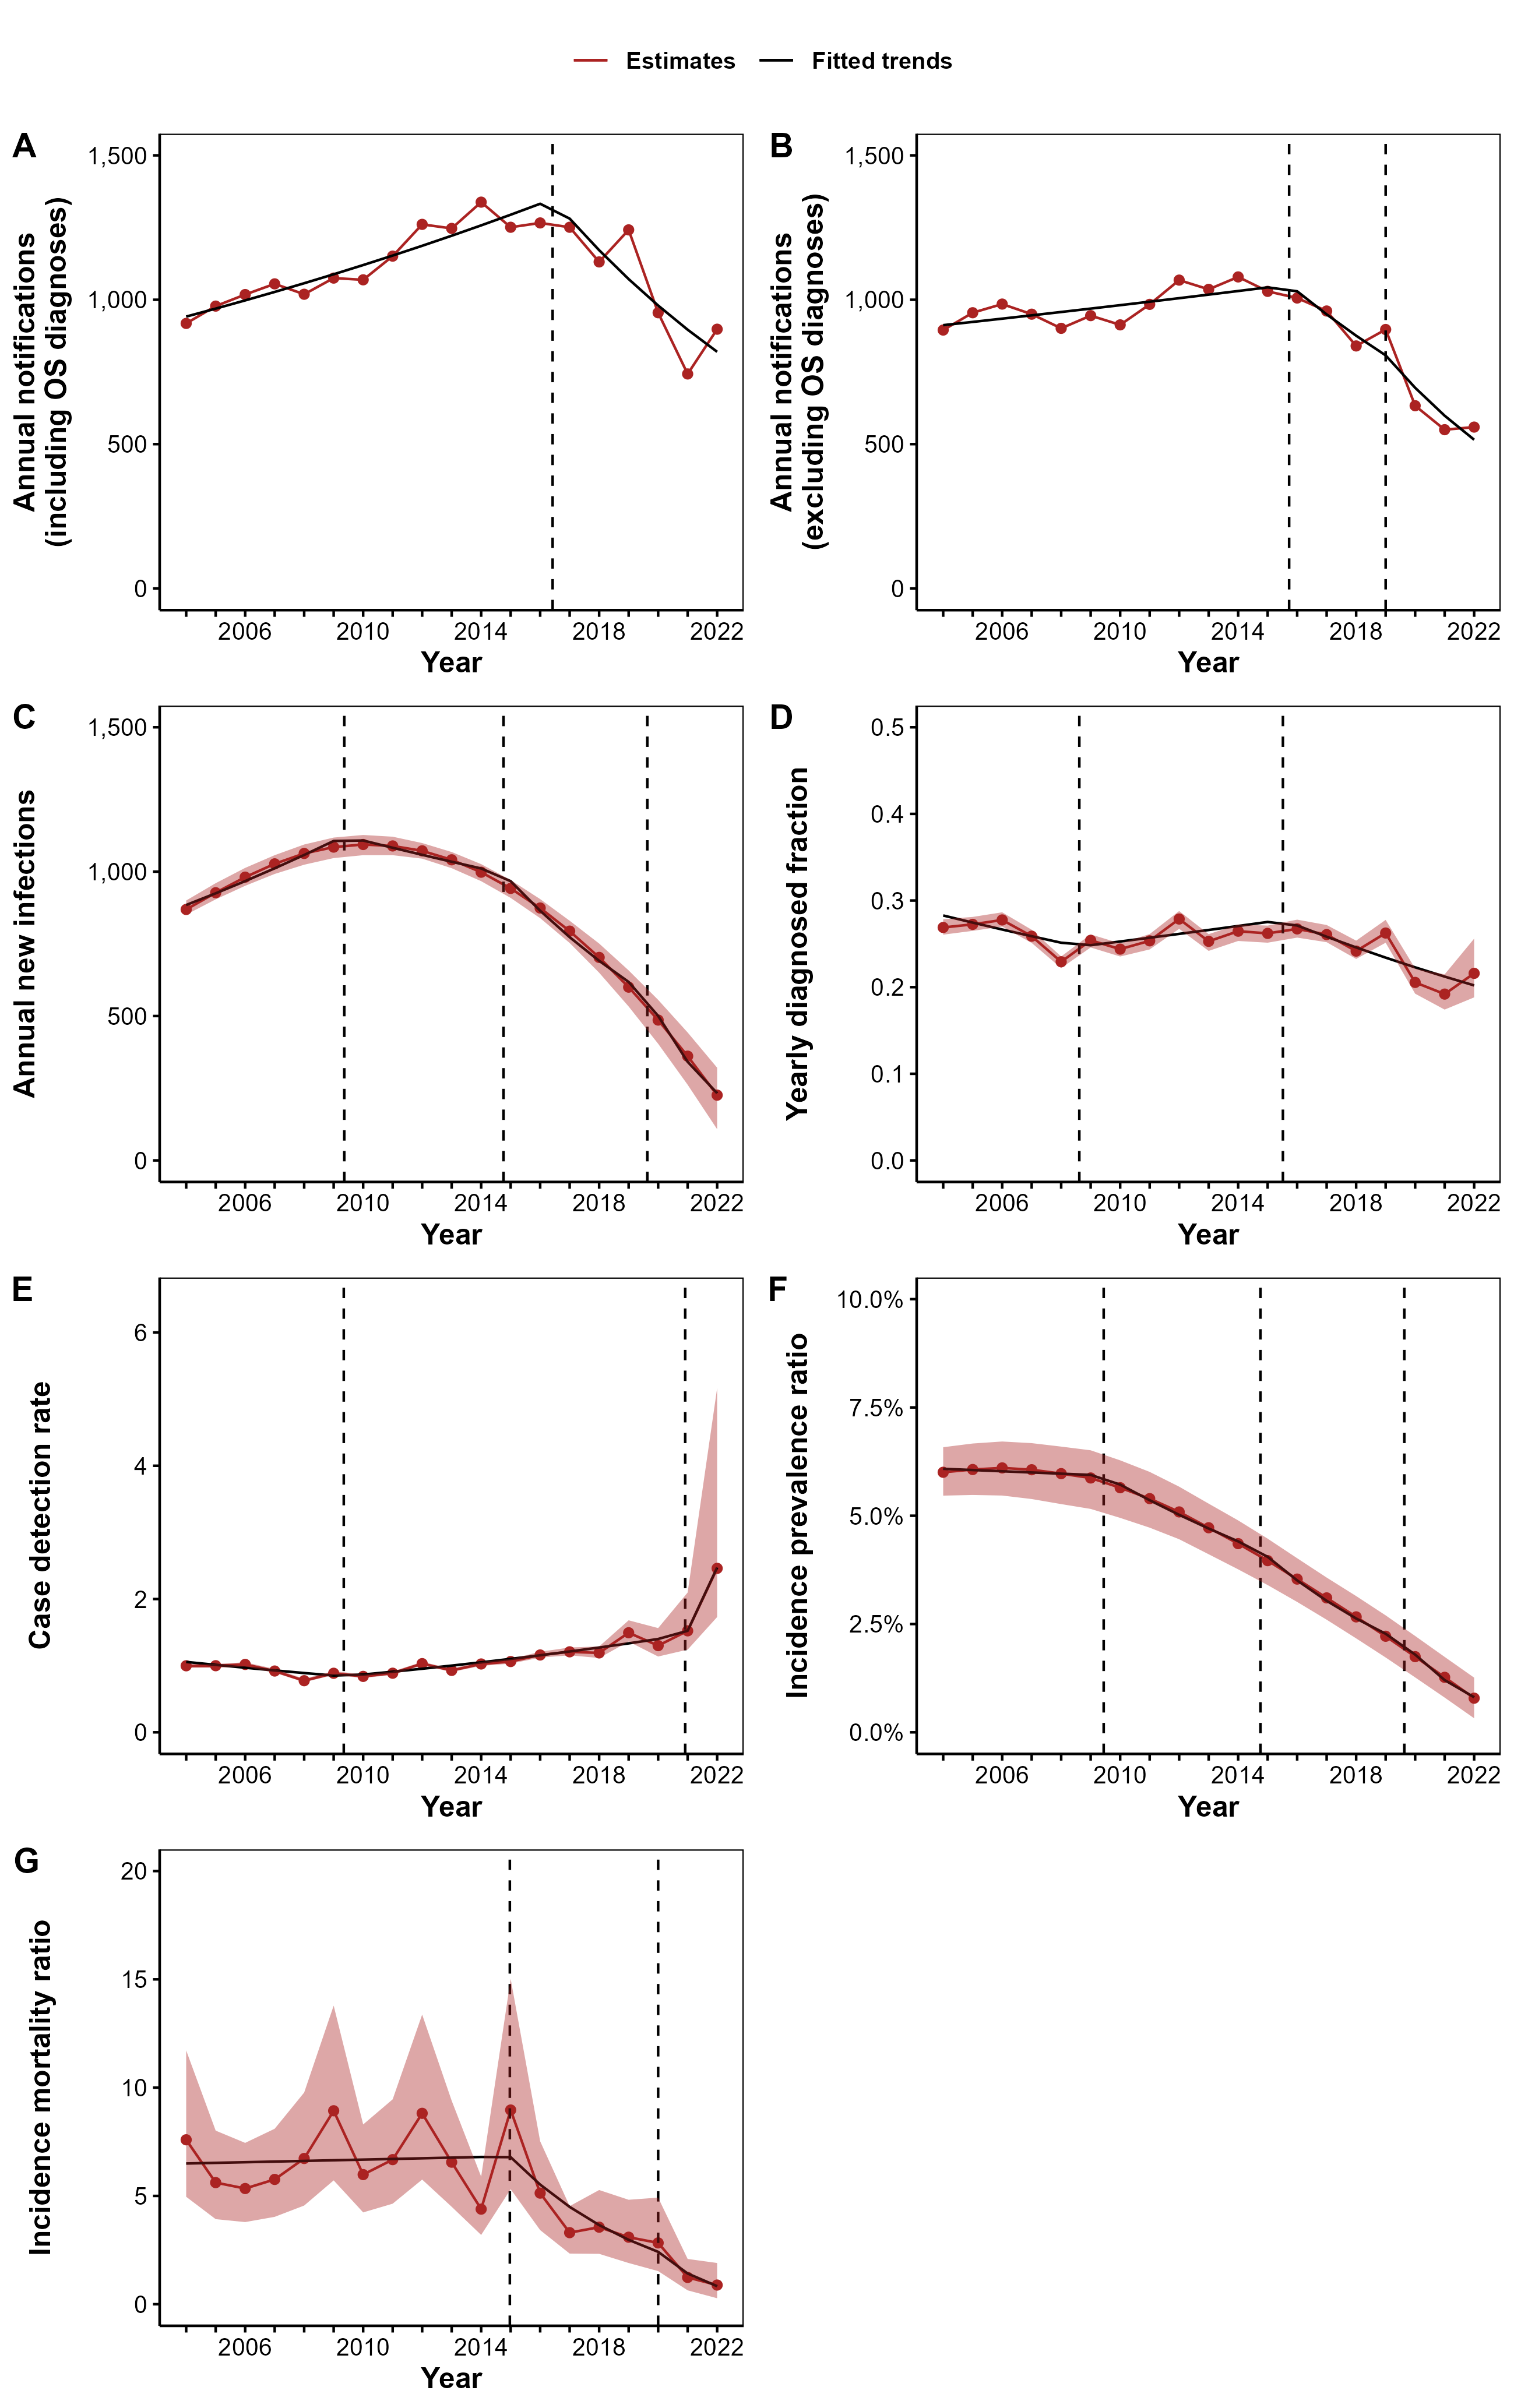 Estimates Fitted trends
A
Annual notifications
(including OS diagnoses)
1,500
1,000
500
0
2006 2010 2014 2018 2022
Year
B
Annual notifications
(excluding OS diagnoses)
1,500
1,000
500
0
2006 2010 2014 2018 2022
Year
C
Annual new infections
1,500
1,000
500
0
2006 2010 2014 2018 2022
Year
D
Yearly diagnosed fraction
0.5
0.4
0.3
0.2
0.1
0.0
2006 2010 2014 2018 2022
Year
E
Case detection rate
6
4
2
0
2006 2010 2014 2018 2022
Year
F
Incidence prevalence ratio
10.0%
7.5%
5.0%
2.5%
0.0%
2006 2010 2014 2018 2022
Year
G
Incidence mortality ratio
20
15
10
5
0
2006 2010 2014 2018 2022
Year